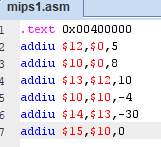 mips1.asm
1 .text 0x00400000
2 addiu $12,$0,5
3 addiu $10,$0,8
4 addiu $13,$12,10
5 addiu $10,$10,-4
6 addiu $14,$13,-30
7 addiu $15,$10,0